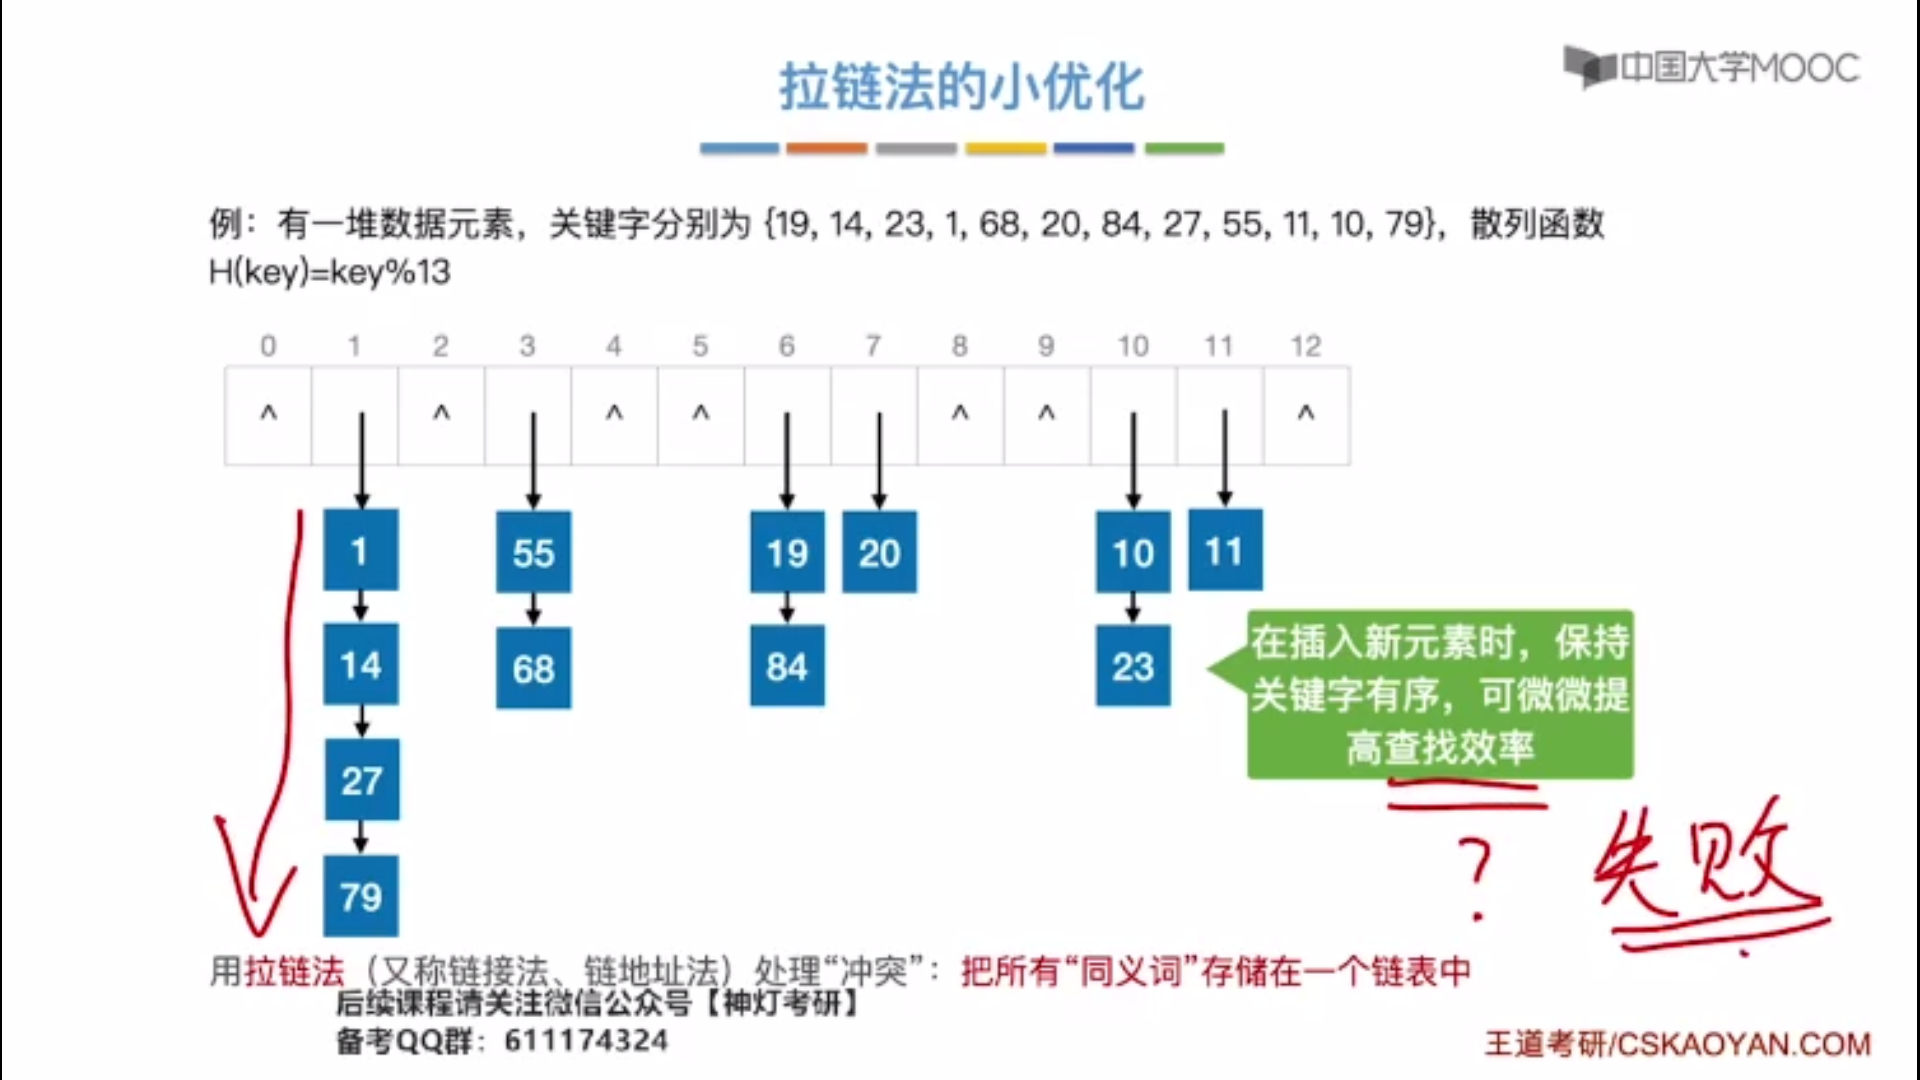 中国大学MOOC
拉链法的小优化
例：有一堆数据元素，关键字分别为 {19, 14, 23, 1, 68, 20, 84, 27, 55, 11, 10, 79}，散列函数
H(key)=key%13
0 1 2 3 4 5 6 7 8 9 10 11 12
^ ^ ^ ^ ^ ^ ^
1 55 19 20 10 11
14 68 84 23
27
79
在插入新元素时，保持
关键字有序，可微微提
高查找效率
? 失败
用拉链法（又称链接法、链地址法）处理“冲突”：把所有“同义词”存储在一个链表中
后续课程请关注微信公众号【神灯考研】
备考QQ群：611174324
王道考研/CSKAOYAN.COM